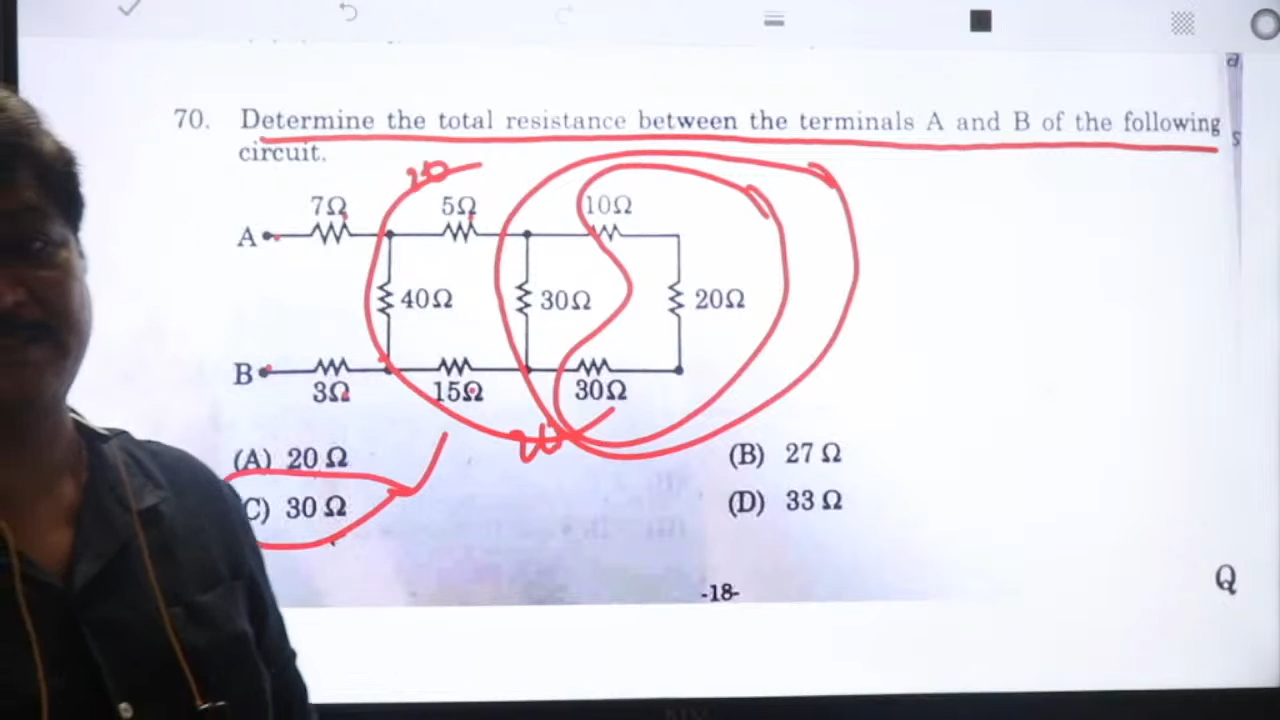 70. Determine the total resistance between the terminals A and B of the following
circuit.
20
7Ω 5Ω 10Ω
A
40Ω 30Ω 20Ω
B
3Ω 15Ω 30Ω
(A) 20 Ω (B) 27 Ω
C) 30 Ω (D) 33 Ω
-18-
Q